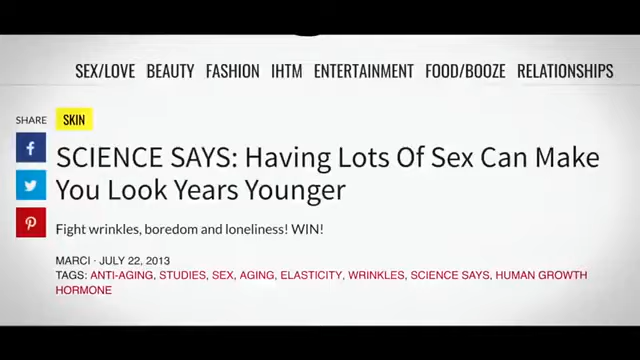 SEX/LOVE BEAUTY FASHION IHTM ENTERTAINMENT FOOD/BOOZE RELATIONSHIPS
SHARE
SKIN
SCIENCE SAYS: Having Lots Of Sex Can Make
You Look Years Younger
Fight wrinkles, boredom and loneliness! WIN!
MARCI · JULY 22, 2013
TAGS: ANTI-AGING, STUDIES, SEX, AGING, ELASTICITY, WRINKLES, SCIENCE SAYS, HUMAN GROWTH
HORMONE